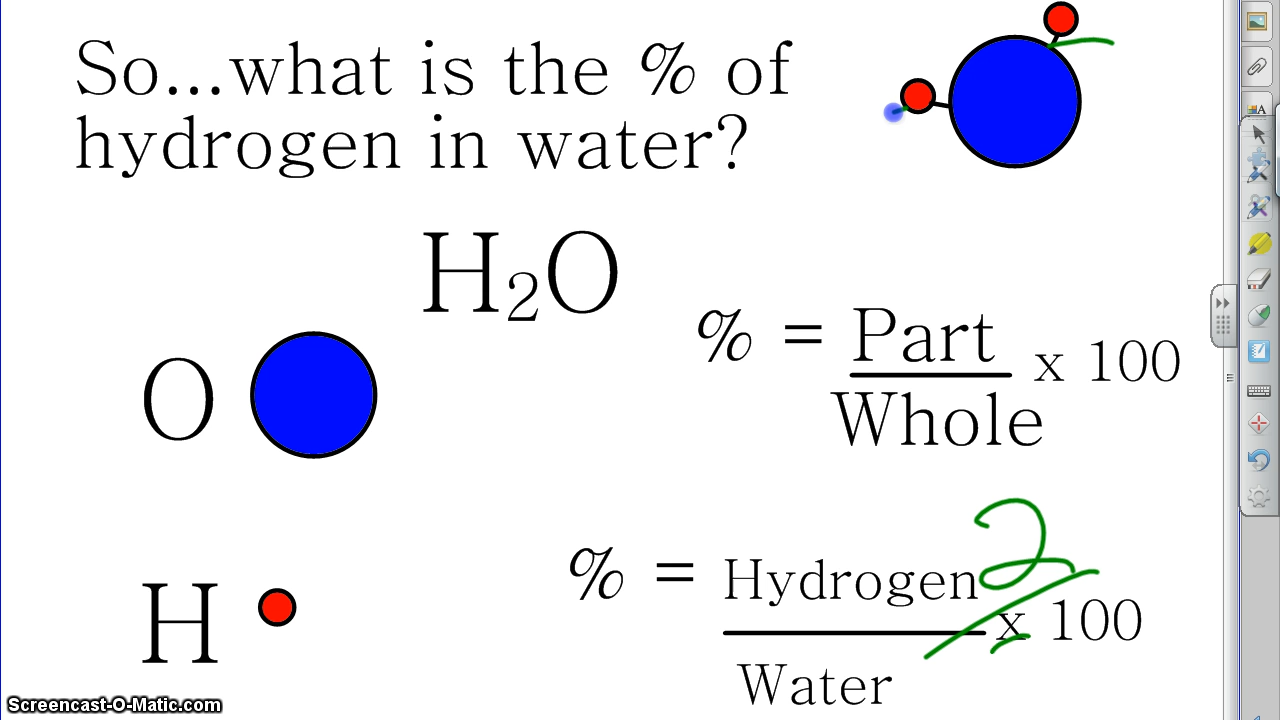 So...what is the % of
hydrogen in water?
H₂O
% = Part
Whole
x 100
O
H
% = Hydrogen
Water
x 100
2
Screencast-O-Matic.com